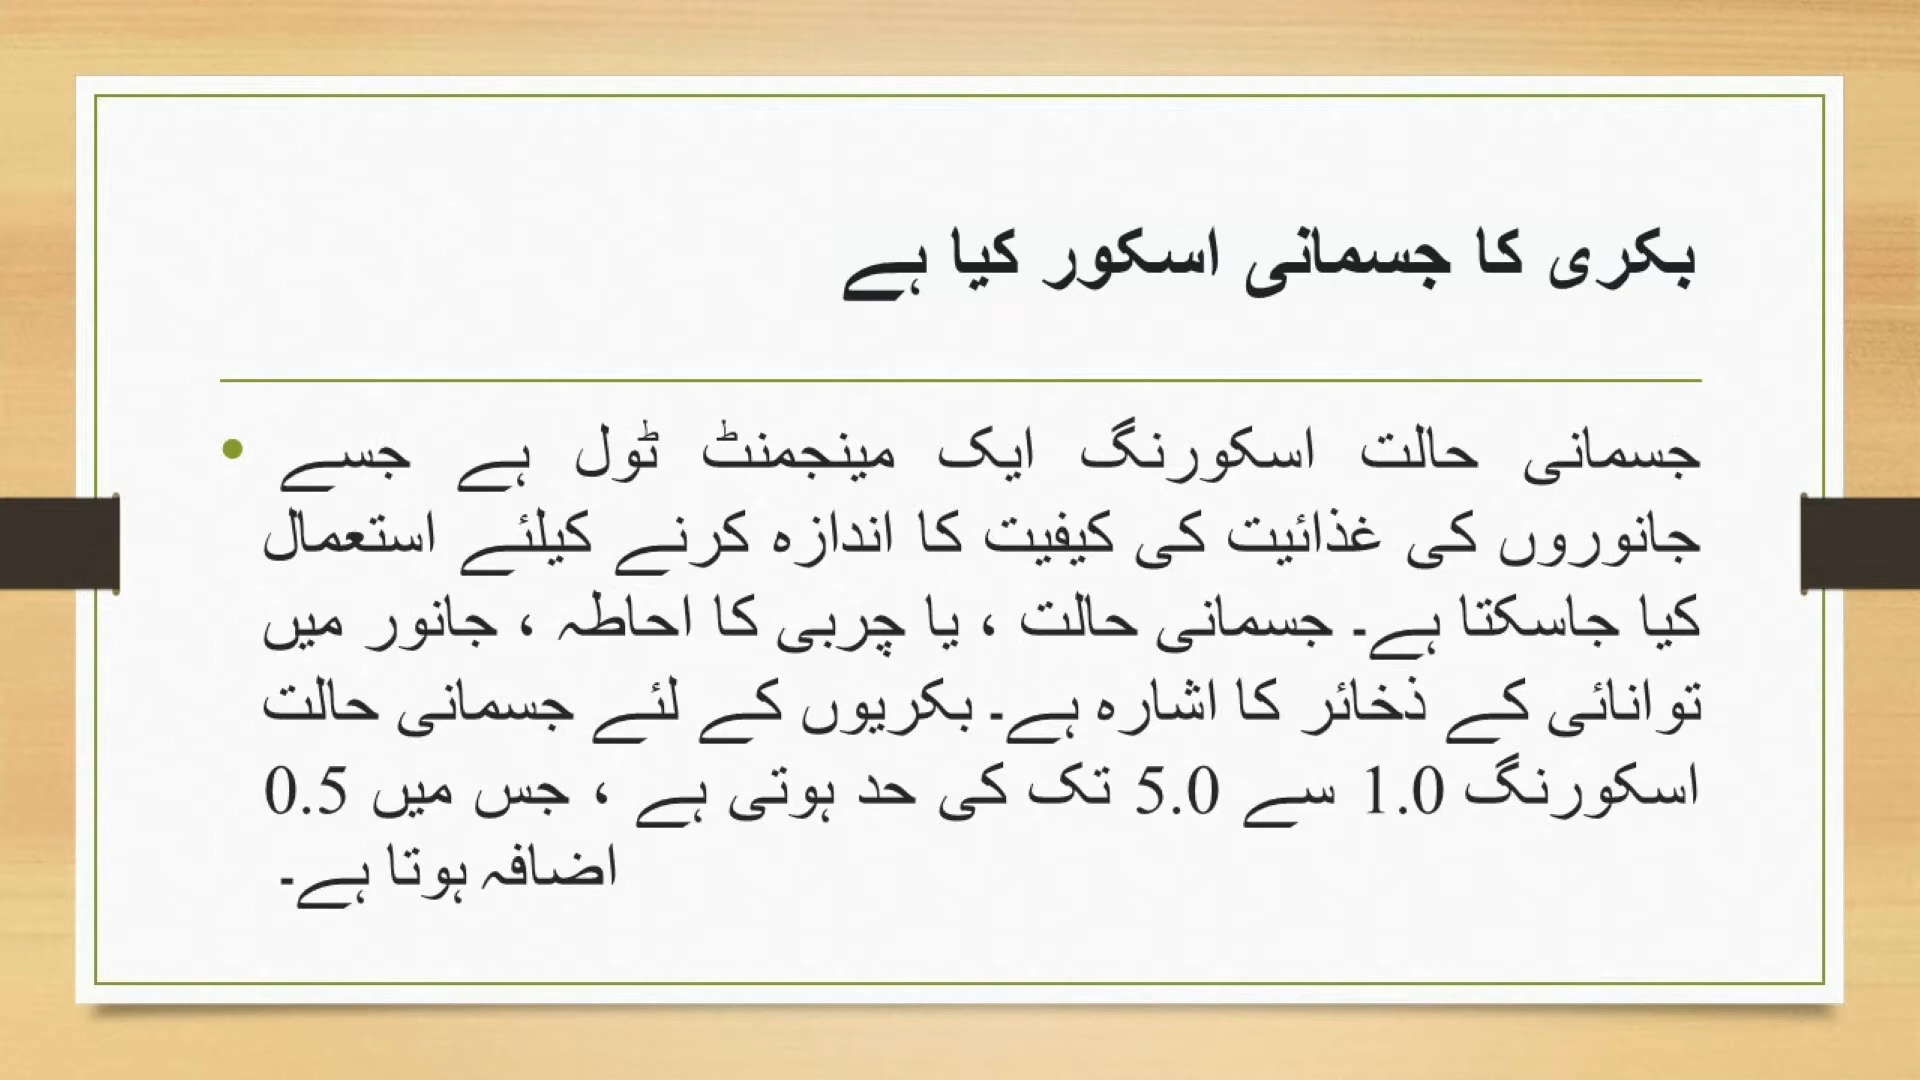 بکری کا جسمانی اسکور کیا ہے
جسمانی حالت اسکورنگ ایک مینجمنٹ ٹول ہے جسے
جانوروں کی غذائیت کی کیفیت کا اندازہ کرنے کیلئے استعمال
کیا جاسکتا ہے۔ جسمانی حالت ، یا چربی کا احاطہ ، جانور میں
توانائی کے ذخائر کا اشارہ ہے۔ بکریوں کے لئے جسمانی حالت
اسکورنگ 1.0 سے 5.0 تک کی حد ہوتی ہے ، جس میں 0.5
اضافہ ہوتا ہے۔